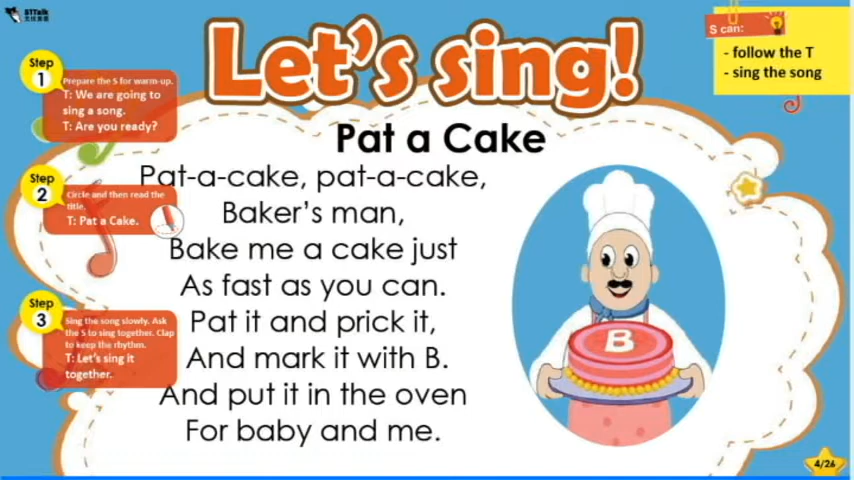 51Talk
Let's sing!
S can:
- follow the T
- sing the song
Step
1
Prepare the S for warm-up.
T: We are going to
sing a song.
T: Are you ready?
Step
2
Circle and then read the
title.
T: Pat a Cake.
Step
3
Sing the song slowly. Ask
the S to sing together. Clap
to keep the rhythm.
T: Let's sing it
together.
Pat a Cake
Pat-a-cake, pat-a-cake,
Baker's man,
Bake me a cake just
As fast as you can.
Pat it and prick it,
And mark it with B.
And put it in the oven
For baby and me.
B
4/26